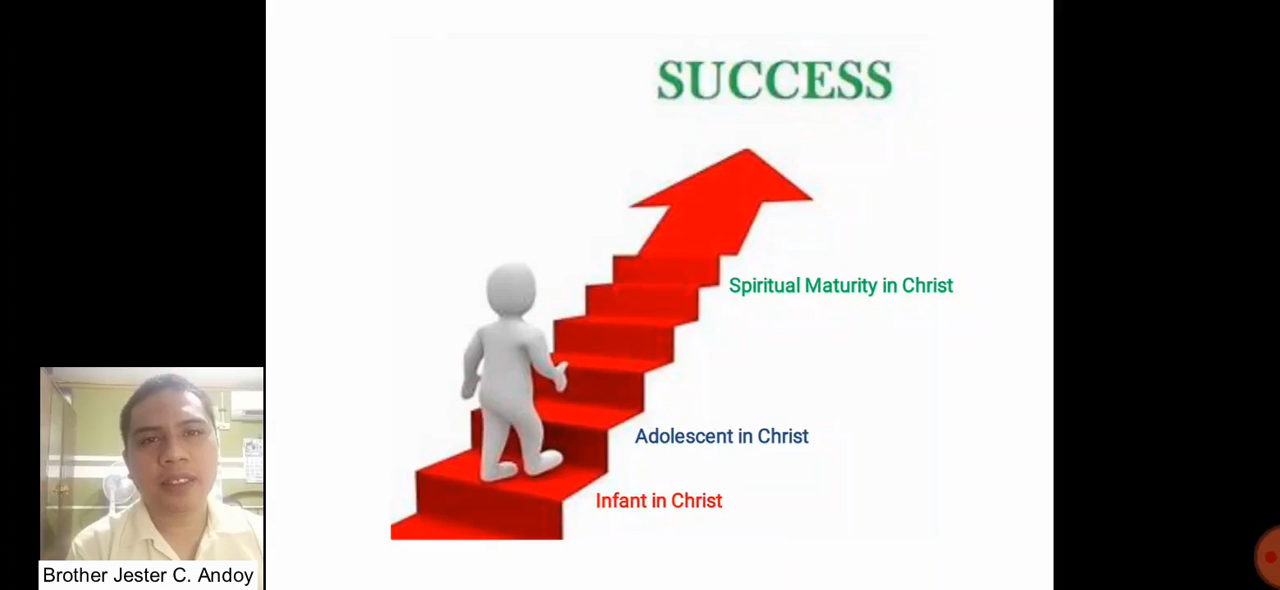 SUCCESS
Spiritual Maturity in Christ
Adolescent in Christ
Infant in Christ
Brother Jester C. Andoy